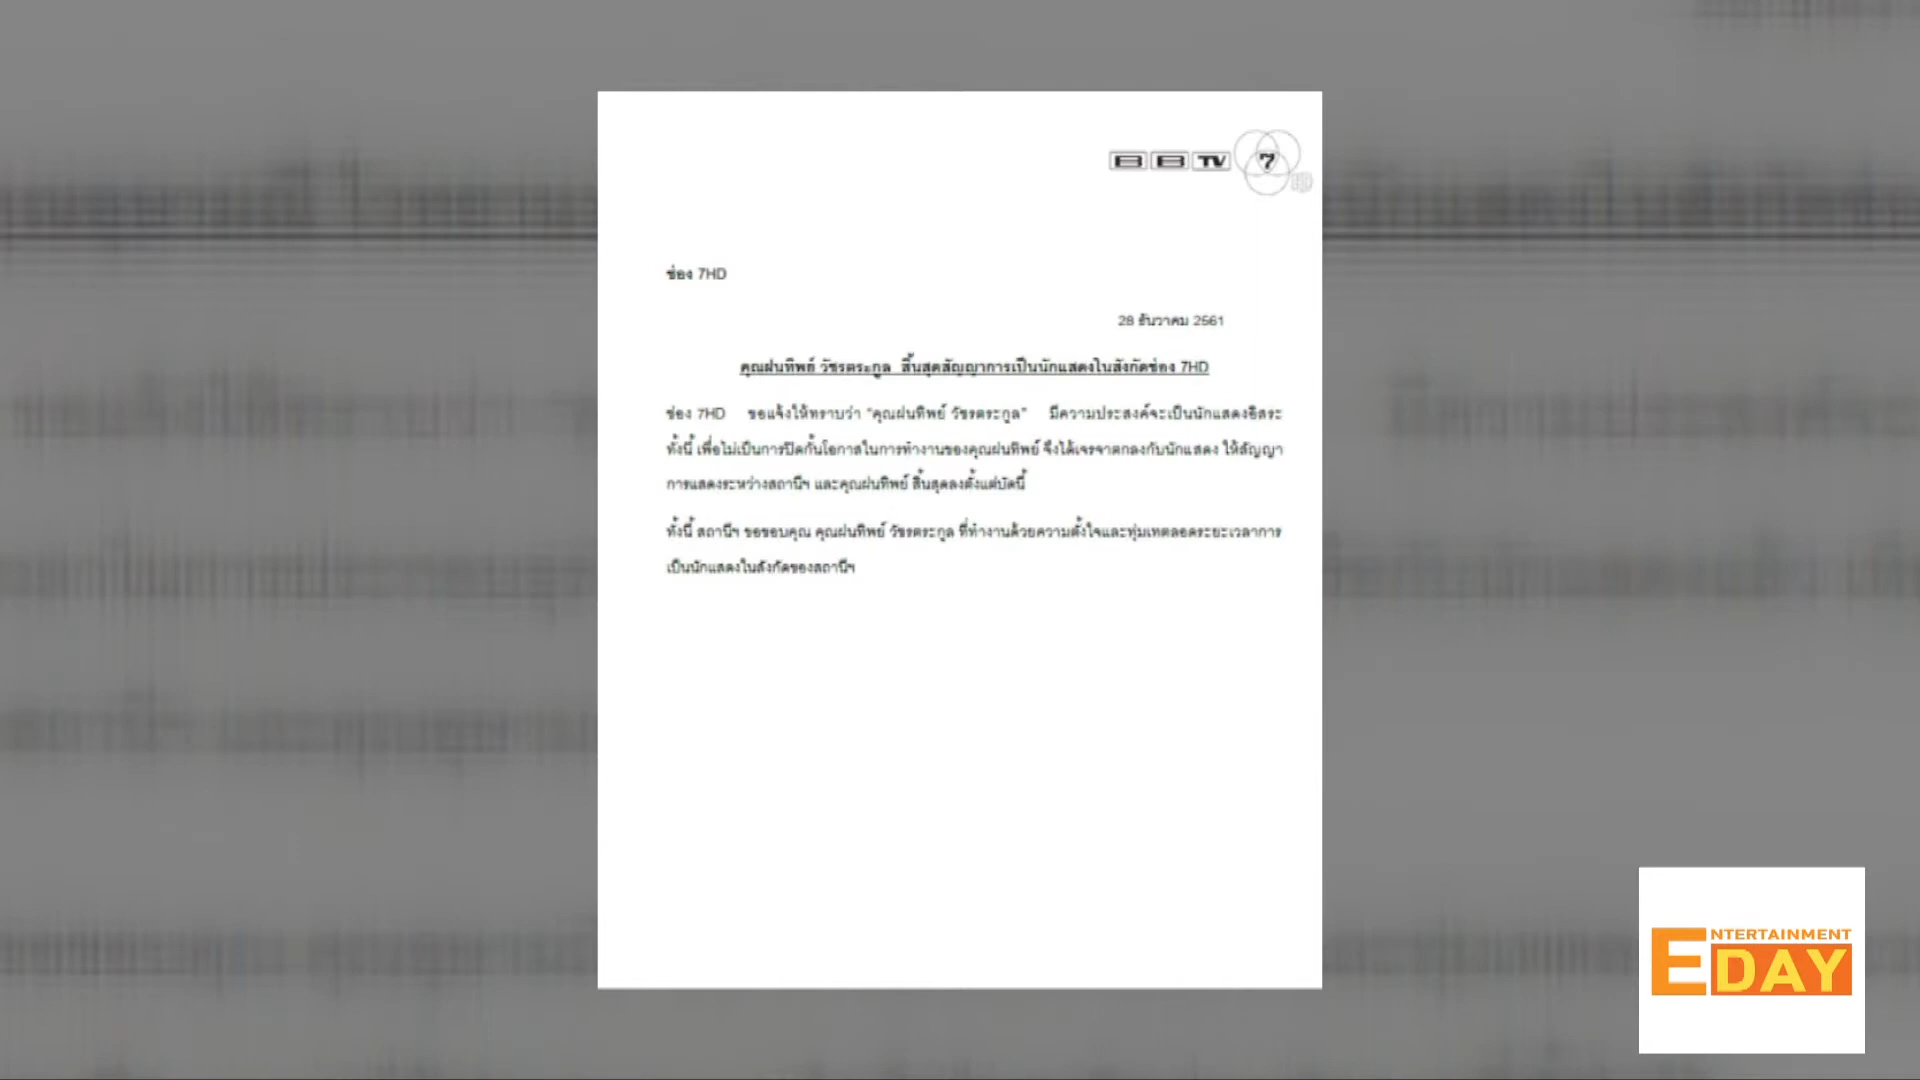 BBTV 7
ช่อง 7HD
28 ธันวาคม 2561
คุณฝนทิพย์ วัชรตระกูล สิ้นสุดสัญญาการเป็นนักแสดงในสังกัดช่อง 7HD
ช่อง 7HD ขอแจ้งให้ทราบว่า "คุณฝนทิพย์ วัชรตระกูล" มีความประสงค์จะเป็นนักแสดงอิสระ
ทั้งนี้ เพื่อไม่เป็นการปิดกั้นโอกาสในการทำงานของคุณฝนทิพย์ จึงได้เจรจาตกลงกับนักแสดง ให้สัญญา
การแสดงระหว่างสถานีฯ และคุณฝนทิพย์ สิ้นสุดลงตั้งแต่บัดนี้
ทั้งนี้ สถานีฯ ขอขอบคุณ คุณฝนทิพย์ วัชรตระกูล ที่ทำงานด้วยความตั้งใจและทุ่มเทตลอดระยะเวลาการ
เป็นนักแสดงในสังกัดของสถานีฯ
ENTERTAINMENT
DAY